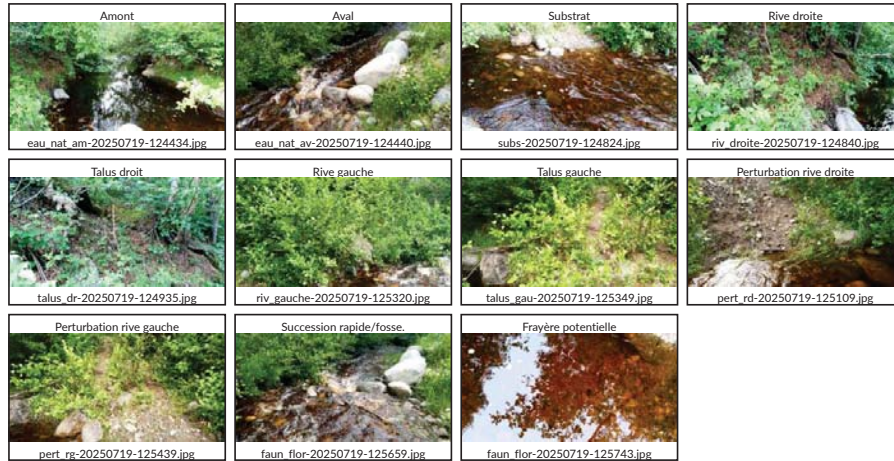 Amont
Aval
Substrat
Rive droite
eau_nat_am-20250719-124434.jpg
eau_nat_av-20250719-124440.jpg
subs-20250719-124824.jpg
riv_droite-20250719-124840.jpg
Talus droit
Rive gauche
Talus gauche
Perturbation rive droite
talus_dr-20250719-124935.jpg
riv_gauche-20250719-125320.jpg
talus_gau-20250719-125349.jpg
pert_rd-20250719-125109.jpg
Perturbation rive gauche
Succession rapide/fosse.
Frayère potentielle
pert_rg-20250719-125439.jpg
faun_flor-20250719-125659.jpg
faun_flor-20250719-125743.jpg